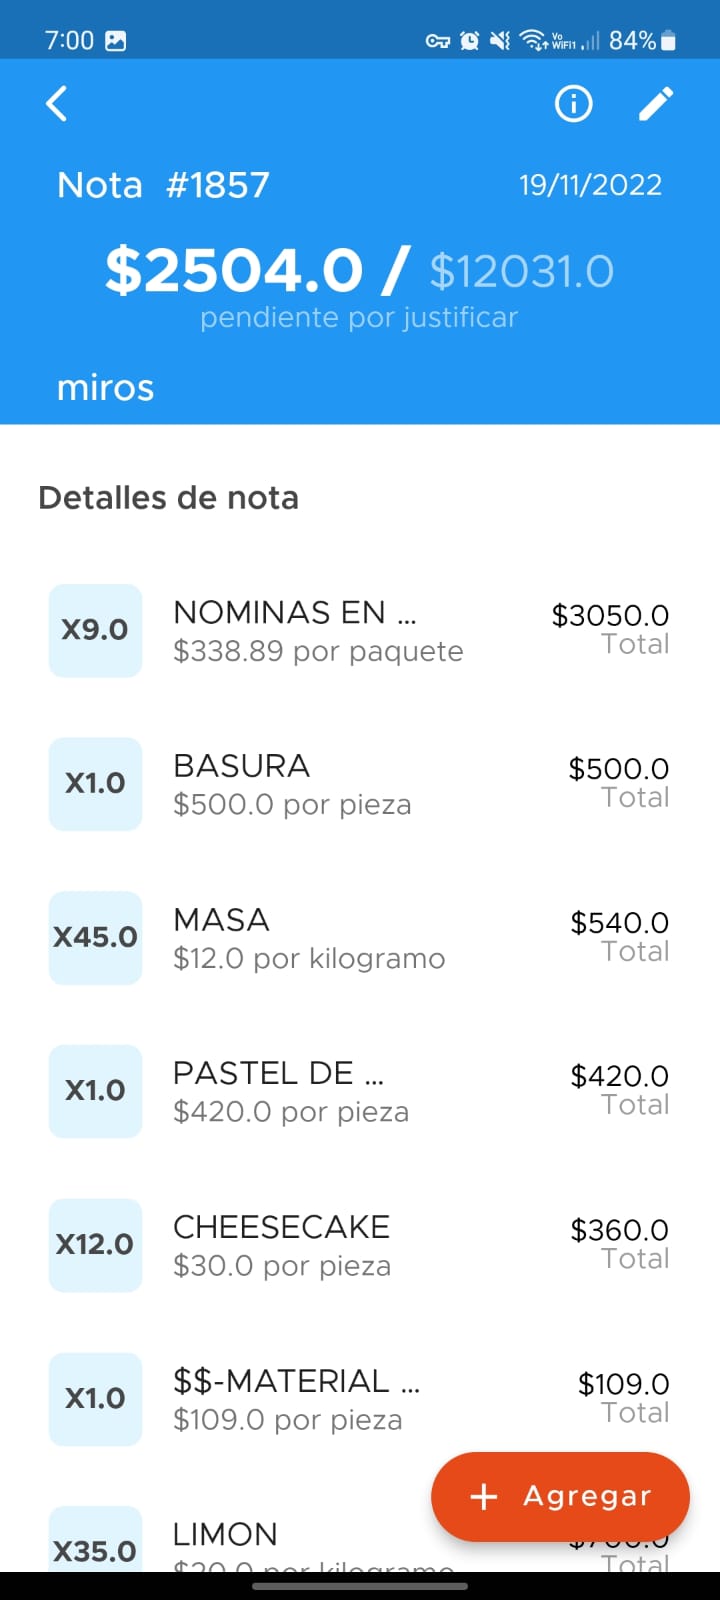 7:00 Vo WiFi1 84%
Nota #1857 19/11/2022
$2504.0 / $12031.0
pendiente por justificar
miros
Detalles de nota
X9.0 NOMINAS EN ... $3050.0
$338.89 por paquete Total
X1.0 BASURA $500.0
$500.0 por pieza Total
X45.0 MASA $540.0
$12.0 por kilogramo Total
X1.0 PASTEL DE ... $420.0
$420.0 por pieza Total
X12.0 CHEESECAKE $360.0
$30.0 por pieza Total
X1.0 $$-MATERIAL ... $109.0
$109.0 por pieza Total
+ Agregar
X35.0 LIMON
$20.0 por kilogramo Total